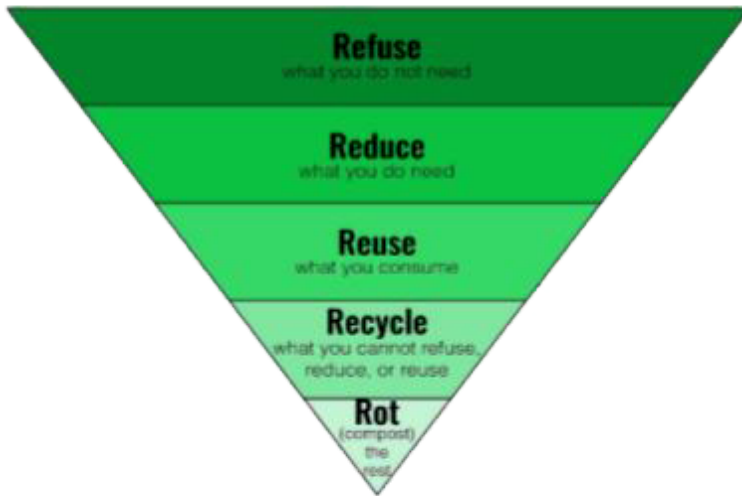 Refuse
what you do not need
Reduce
what you do need
Reuse
what you consume
Recycle
what you cannot refuse,
reduce, or reuse
Rot
(compost)
the
rest